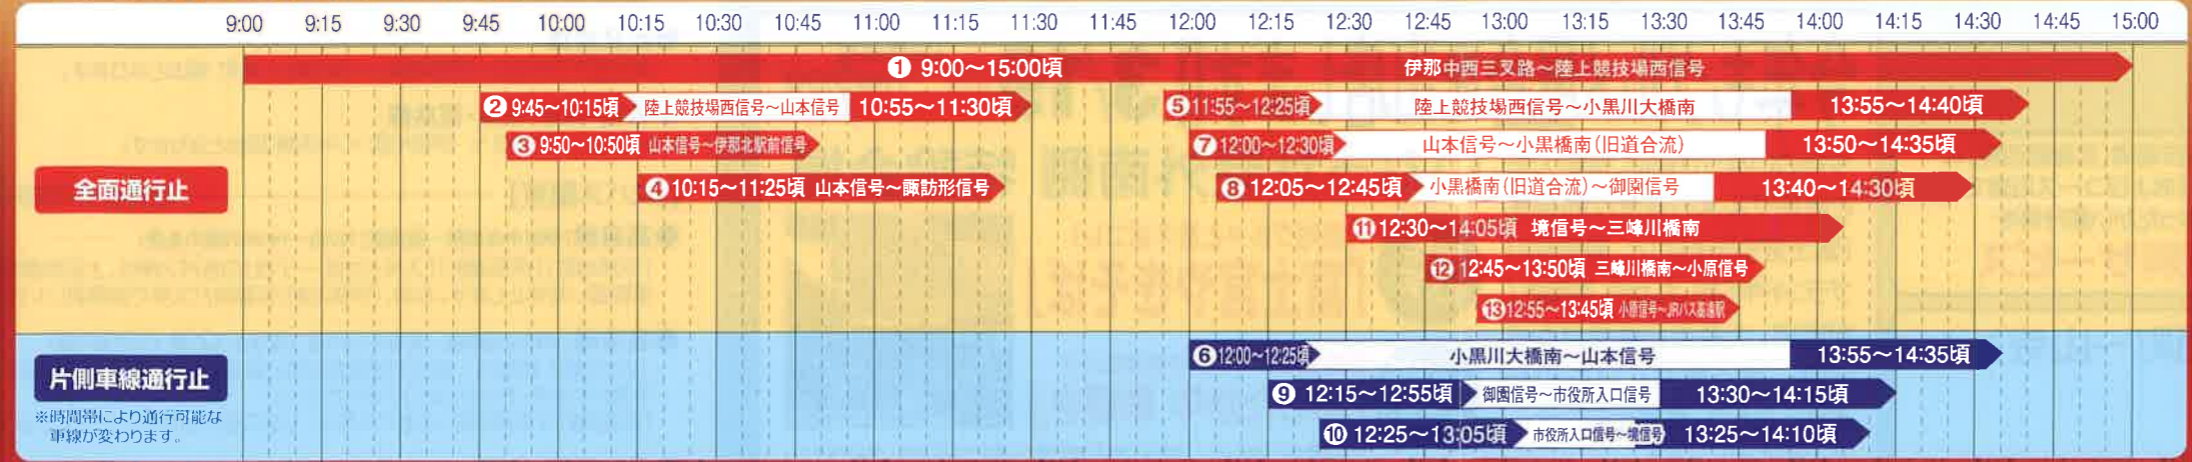 9:00 9:15 9:30 9:45 10:00 10:15 10:30 10:45 11:00 11:15 11:30 11:45 12:00 12:15 12:30 12:45 13:00 13:15 13:30 13:45 14:00 14:15 14:30 14:45 15:00
全面通行止
❶ 9:00〜15:00頃 伊那中西三叉路〜陸上競技場西信号
❷ 9:45〜10:15頃 陸上競技場西信号〜山本信号 10:55〜11:30頃
❺ 11:55〜12:25頃 陸上競技場西信号〜小黒川大橋南 13:55〜14:40頃
❸ 9:50〜10:50頃 山本信号〜伊那北駅前信号
❼ 12:00〜12:30頃 山本信号〜小黒橋南(旧道合流) 13:50〜14:35頃
❹ 10:15〜11:25頃 山本信号〜諏訪形信号
❽ 12:05〜12:45頃 小黒橋南(旧道合流)〜御園信号 13:40〜14:30頃
⓫ 12:30〜14:05頃 境信号〜三峰川橋南
⓬ 12:45〜13:50頃 三峰川橋南〜小原信号
⓭ 12:55〜13:45頃 小原信号〜JRバス高遠駅
片側車線通行止
※時間帯により通行可能な
車線が変わります。
❻ 12:00〜12:25頃 小黒川大橋南〜山本信号 13:55〜14:35頃
❾ 12:15〜12:55頃 御園信号〜市役所入口信号 13:30〜14:15頃
❿ 12:25〜13:05頃 市役所入口信号〜境信号 13:25〜14:10頃